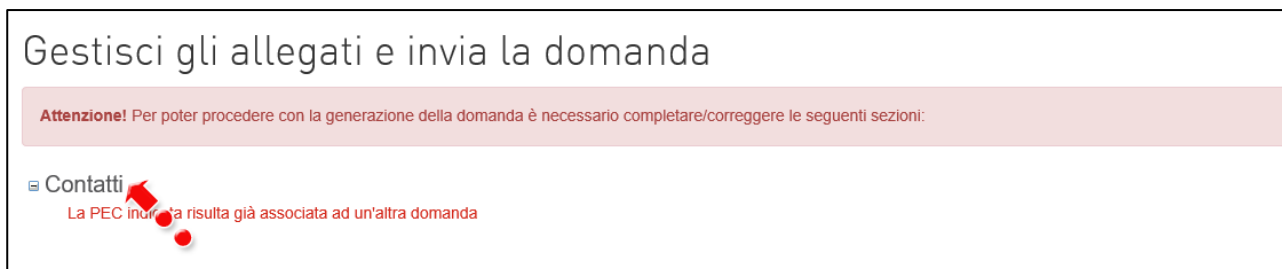 Gestisci gli allegati e invia la domanda
Attenzione! Per poter procedere con la generazione della domanda è necessario completare/correggere le seguenti sezioni:
Contatti
La PEC indicata risulta già associata ad un'altra domanda